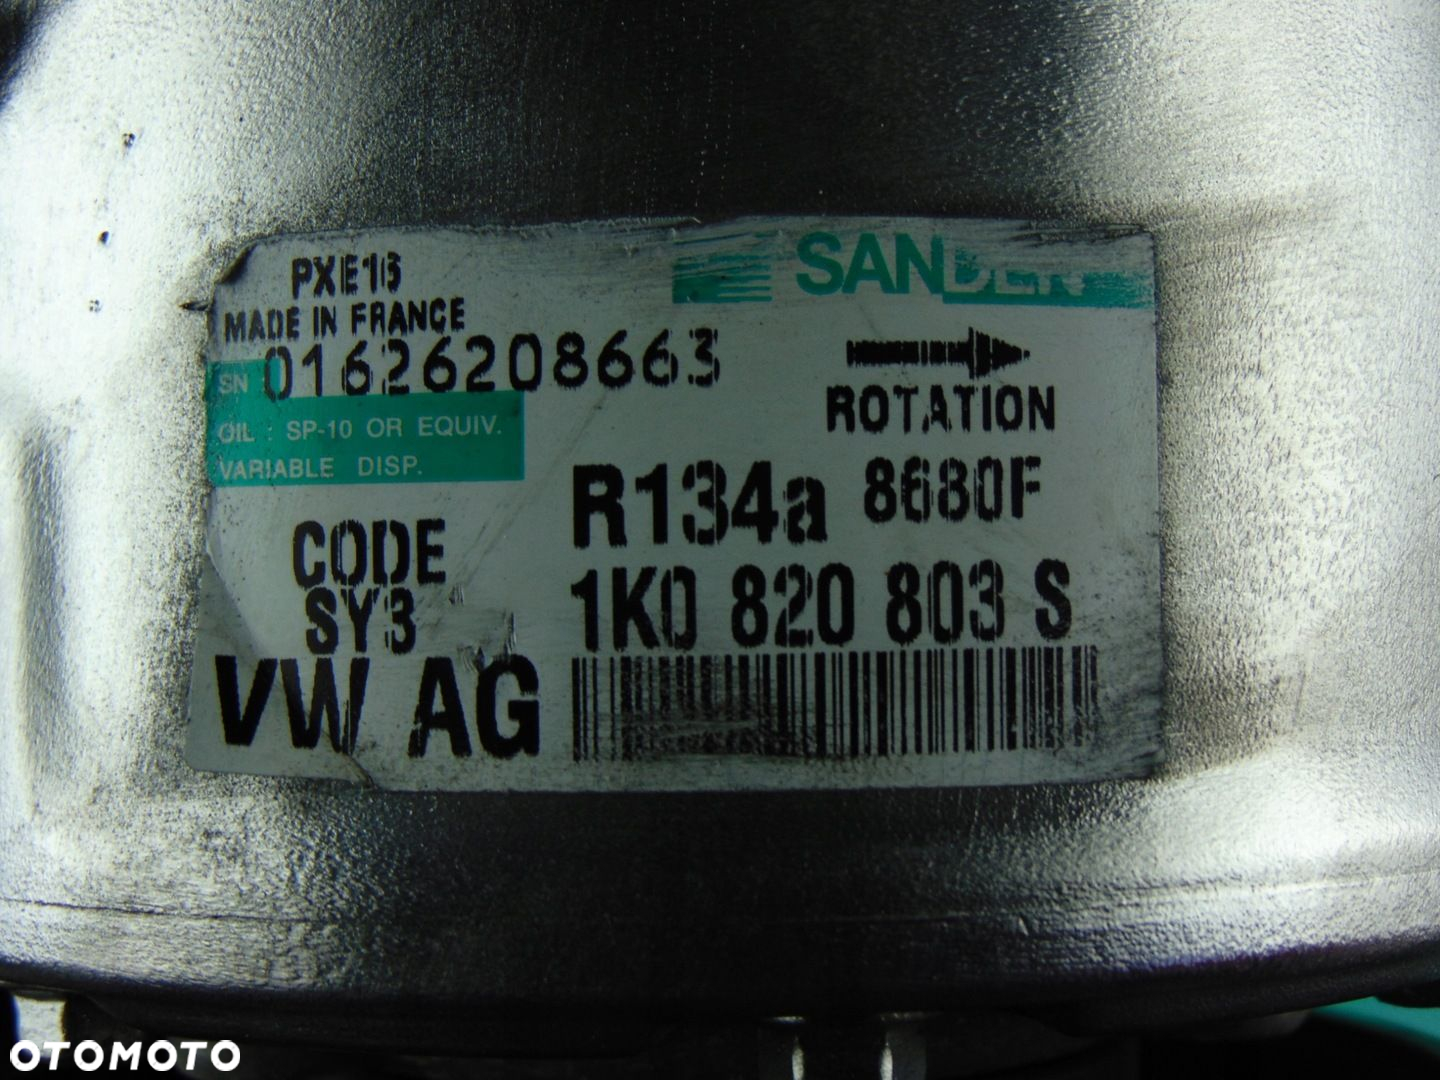 PXE16
SANDEN
MADE IN FRANCE
SN 01626208663
ROTATION
OIL : SP-10 OR EQUIV.
VARIABLE DISP.
R134a 8680F
CODE
SY3
1K0 820 803 S
VW AG
OTOMOTO